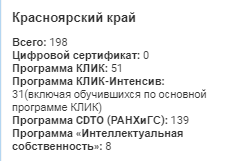 Красноярский край
Всего: 198
Цифровой сертификат: 0
Программа КЛИК: 51
Программа КЛИК-Интенсив:
31(включая обучившихся по основной
программе КЛИК)
Программа CDTO (РАНХиГС): 139
Программа «Интеллектуальная
собственность»: 8